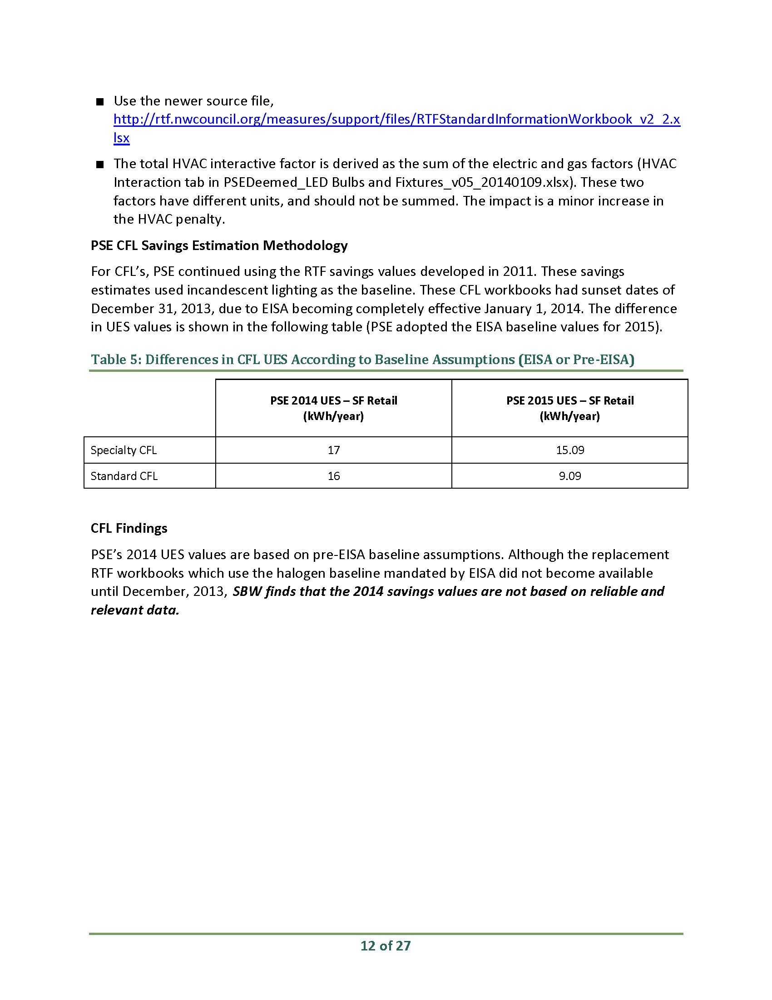 ■ Use the newer source file,
http://rtf.nwcouncil.org/measures/support/files/RTFStandardInformationWorkbook_v2_2.x
lsx
■ The total HVAC interactive factor is derived as the sum of the electric and gas factors (HVAC
Interaction tab in PSEDeemed_LED Bulbs and Fixtures_v05_20140109.xlsx). These two
factors have different units, and should not be summed. The impact is a minor increase in
the HVAC penalty.
PSE CFL Savings Estimation Methodology
For CFL’s, PSE continued using the RTF savings values developed in 2011. These savings
estimates used incandescent lighting as the baseline. These CFL workbooks had sunset dates of
December 31, 2013, due to EISA becoming completely effective January 1, 2014. The difference
in UES values is shown in the following table (PSE adopted the EISA baseline values for 2015).
Table 5: Differences in CFL UES According to Baseline Assumptions (EISA or Pre-EISA)
PSE 2014 UES – SF Retail PSE 2015 UES – SF Retail
(kWh/year) (kWh/year)
Specialty CFL 17 15.09
Standard CFL 16 9.09
CFL Findings
PSE’s 2014 UES values are based on pre-EISA baseline assumptions. Although the replacement
RTF workbooks which use the halogen baseline mandated by EISA did not become available
until December, 2013, SBW finds that the 2014 savings values are not based on reliable and
relevant data.
12 of 27